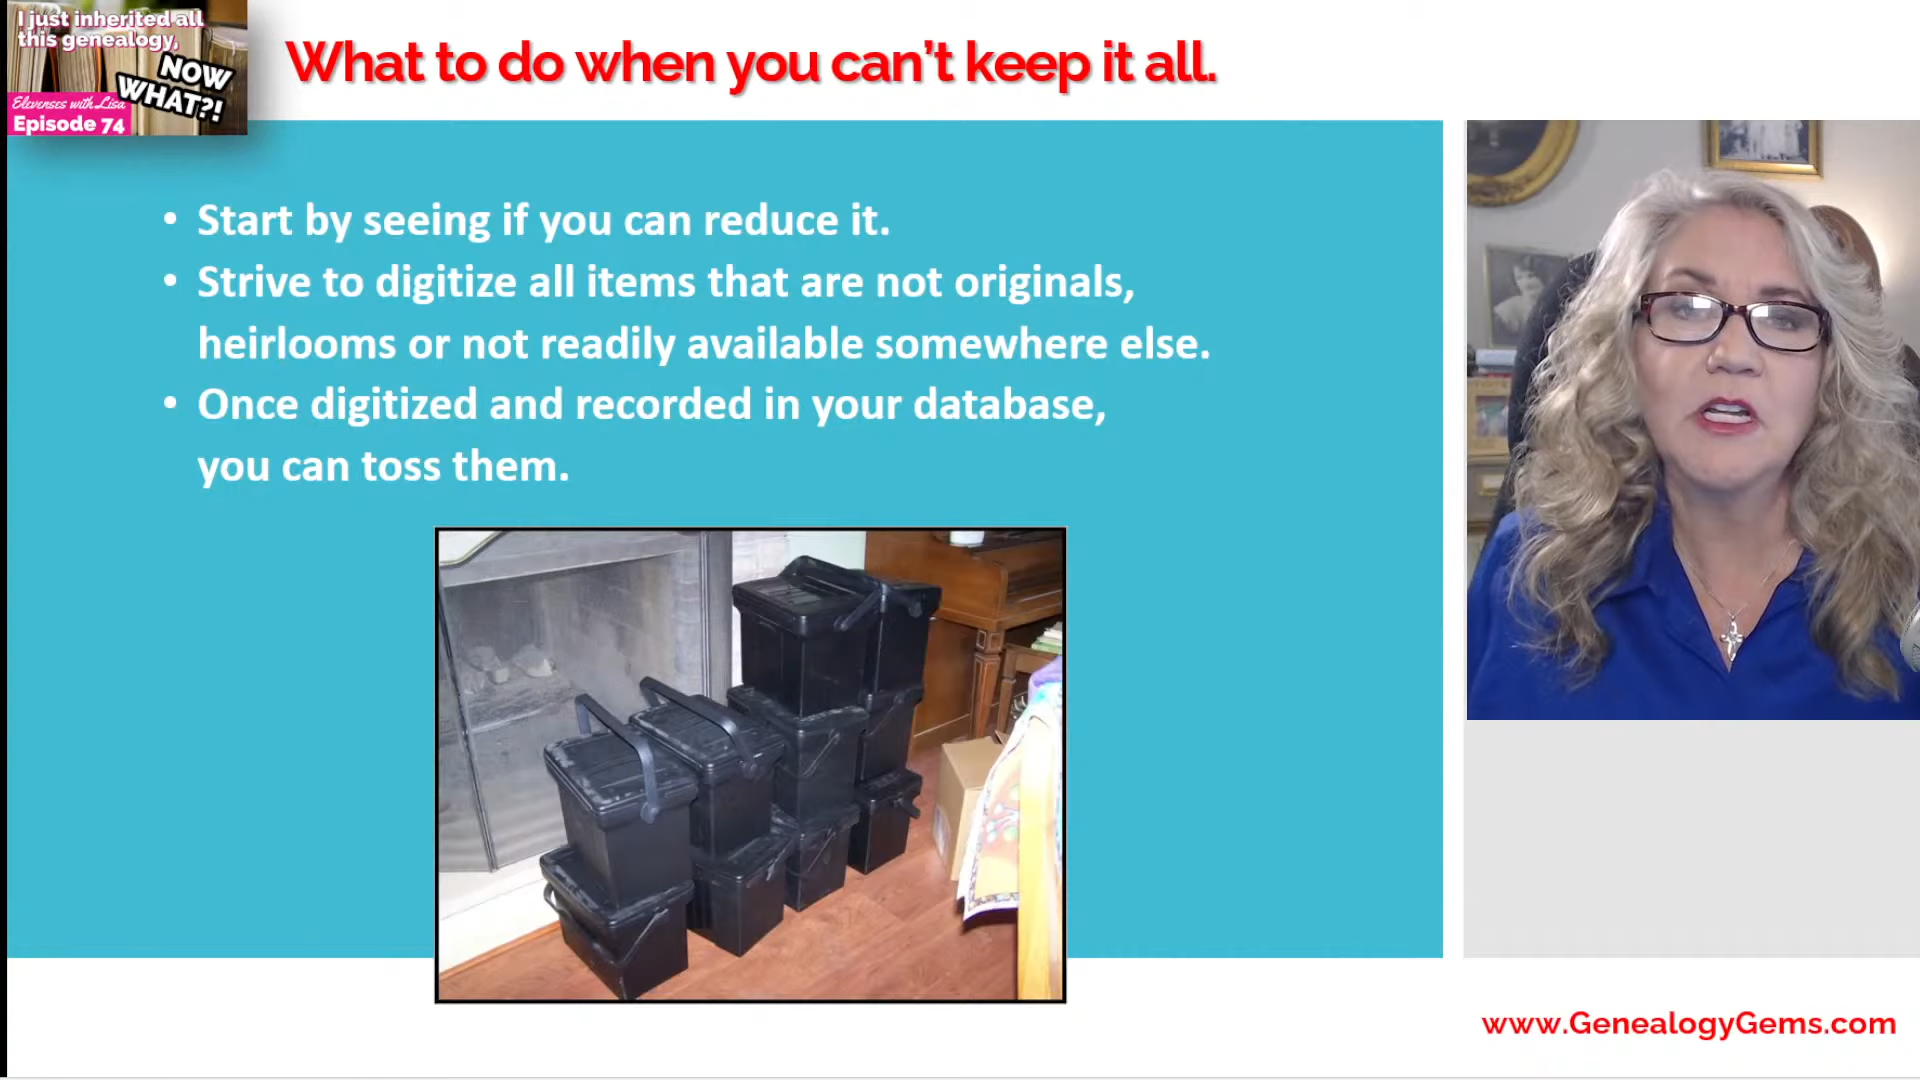 I just inherited all
this genealogy,
NOW
WHAT?!
Elevenses with Lisa
Episode 74
What to do when you can't keep it all.
• Start by seeing if you can reduce it.
• Strive to digitize all items that are not originals,
heirlooms or not readily available somewhere else.
• Once digitized and recorded in your database,
you can toss them.
www.GenealogyGems.com